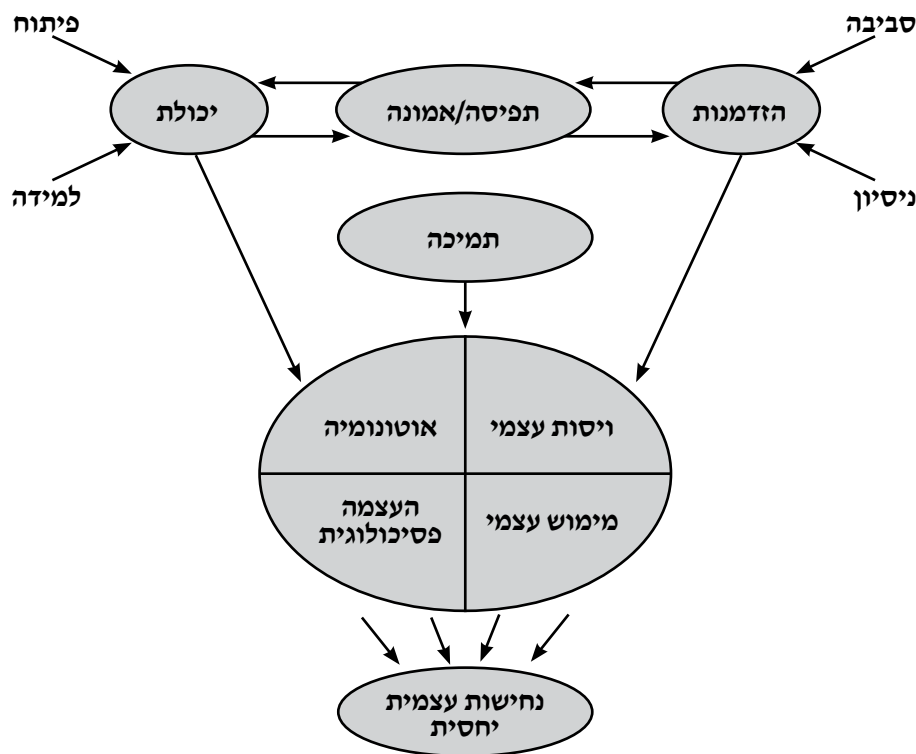 סביבה
פיתוח
הזדמנות
תפיסה/אמונה
יכולת
ניסיון
למידה
תמיכה
ויסות עצמי
אוטונומיה
מימוש עצמי
העצמה
פסיכולוגית
נחישות עצמית
יחסית